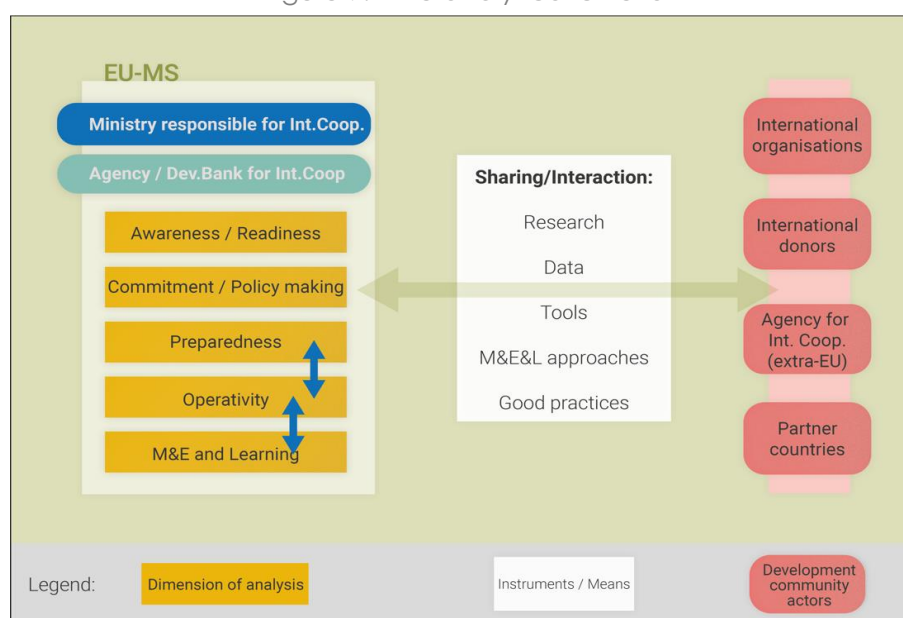 EU-MS
Ministry responsible for Int.Coop.
Agency / Dev.Bank for Int.Coop
Awareness / Readiness
Commitment / Policy making
Preparedness
Operativity
M&E and Learning
Sharing/Interaction:
Research
Data
Tools
M&E&L approaches
Good practices
International
organisations
International
donors
Agency for
Int. Coop.
(extra-EU)
Partner
countries
Legend:
Dimension of analysis
Instruments / Means
Development
community
actors